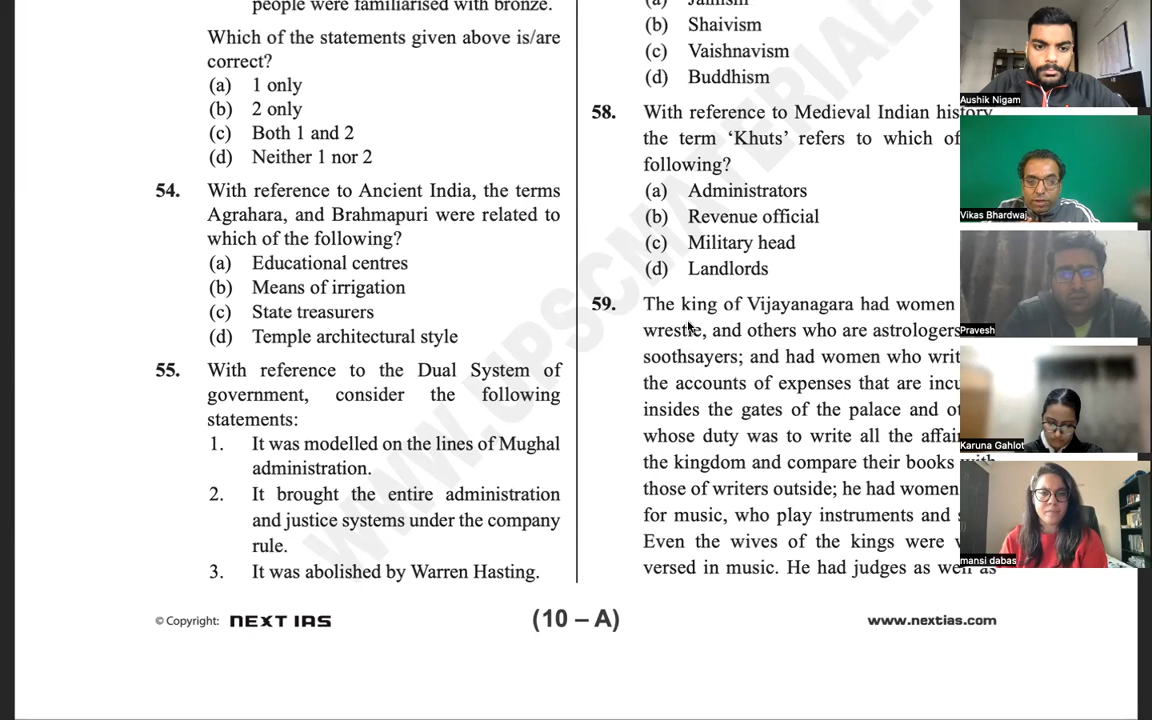 people were familiarised with bronze.
Which of the statements given above is/are
correct?
(a) 1 only
(b) 2 only
(c) Both 1 and 2
(d) Neither 1 nor 2
54. With reference to Ancient India, the terms
Agrahara, and Brahmapuri were related to
which of the following?
(a) Educational centres
(b) Means of irrigation
(c) State treasurers
(d) Temple architectural style
55. With reference to the Dual System of
government, consider the following
statements:
1. It was modelled on the lines of Mughal
administration.
2. It brought the entire administration
and justice systems under the company
rule.
3. It was abolished by Warren Hasting.
(a) Jainism
(b) Shaivism
(c) Vaishnavism
(d) Buddhism
58. With reference to Medieval Indian history,
the term ‘Khuts’ refers to which of
following?
(a) Administrators
(b) Revenue official
(c) Military head
(d) Landlords
59. The king of Vijayanagara had women
wrestle, and others who are astrologers
soothsayers; and had women who
the accounts of expenses that are
insides the gates of the palace and
whose duty was to write all the
the kingdom and compare their books with
those of writers outside; he had women
for music, who play instruments and
Even the wives of the kings were
versed in music. He had judges as well as
© Copyright: NEXT IAS
(10 – A)
www.nextias.com
WWW.UPSCMATERIAL.
Aushik Nigam
Vikas Bhardwaj
Pravesh
Karuna Gahlot
mansi dabas